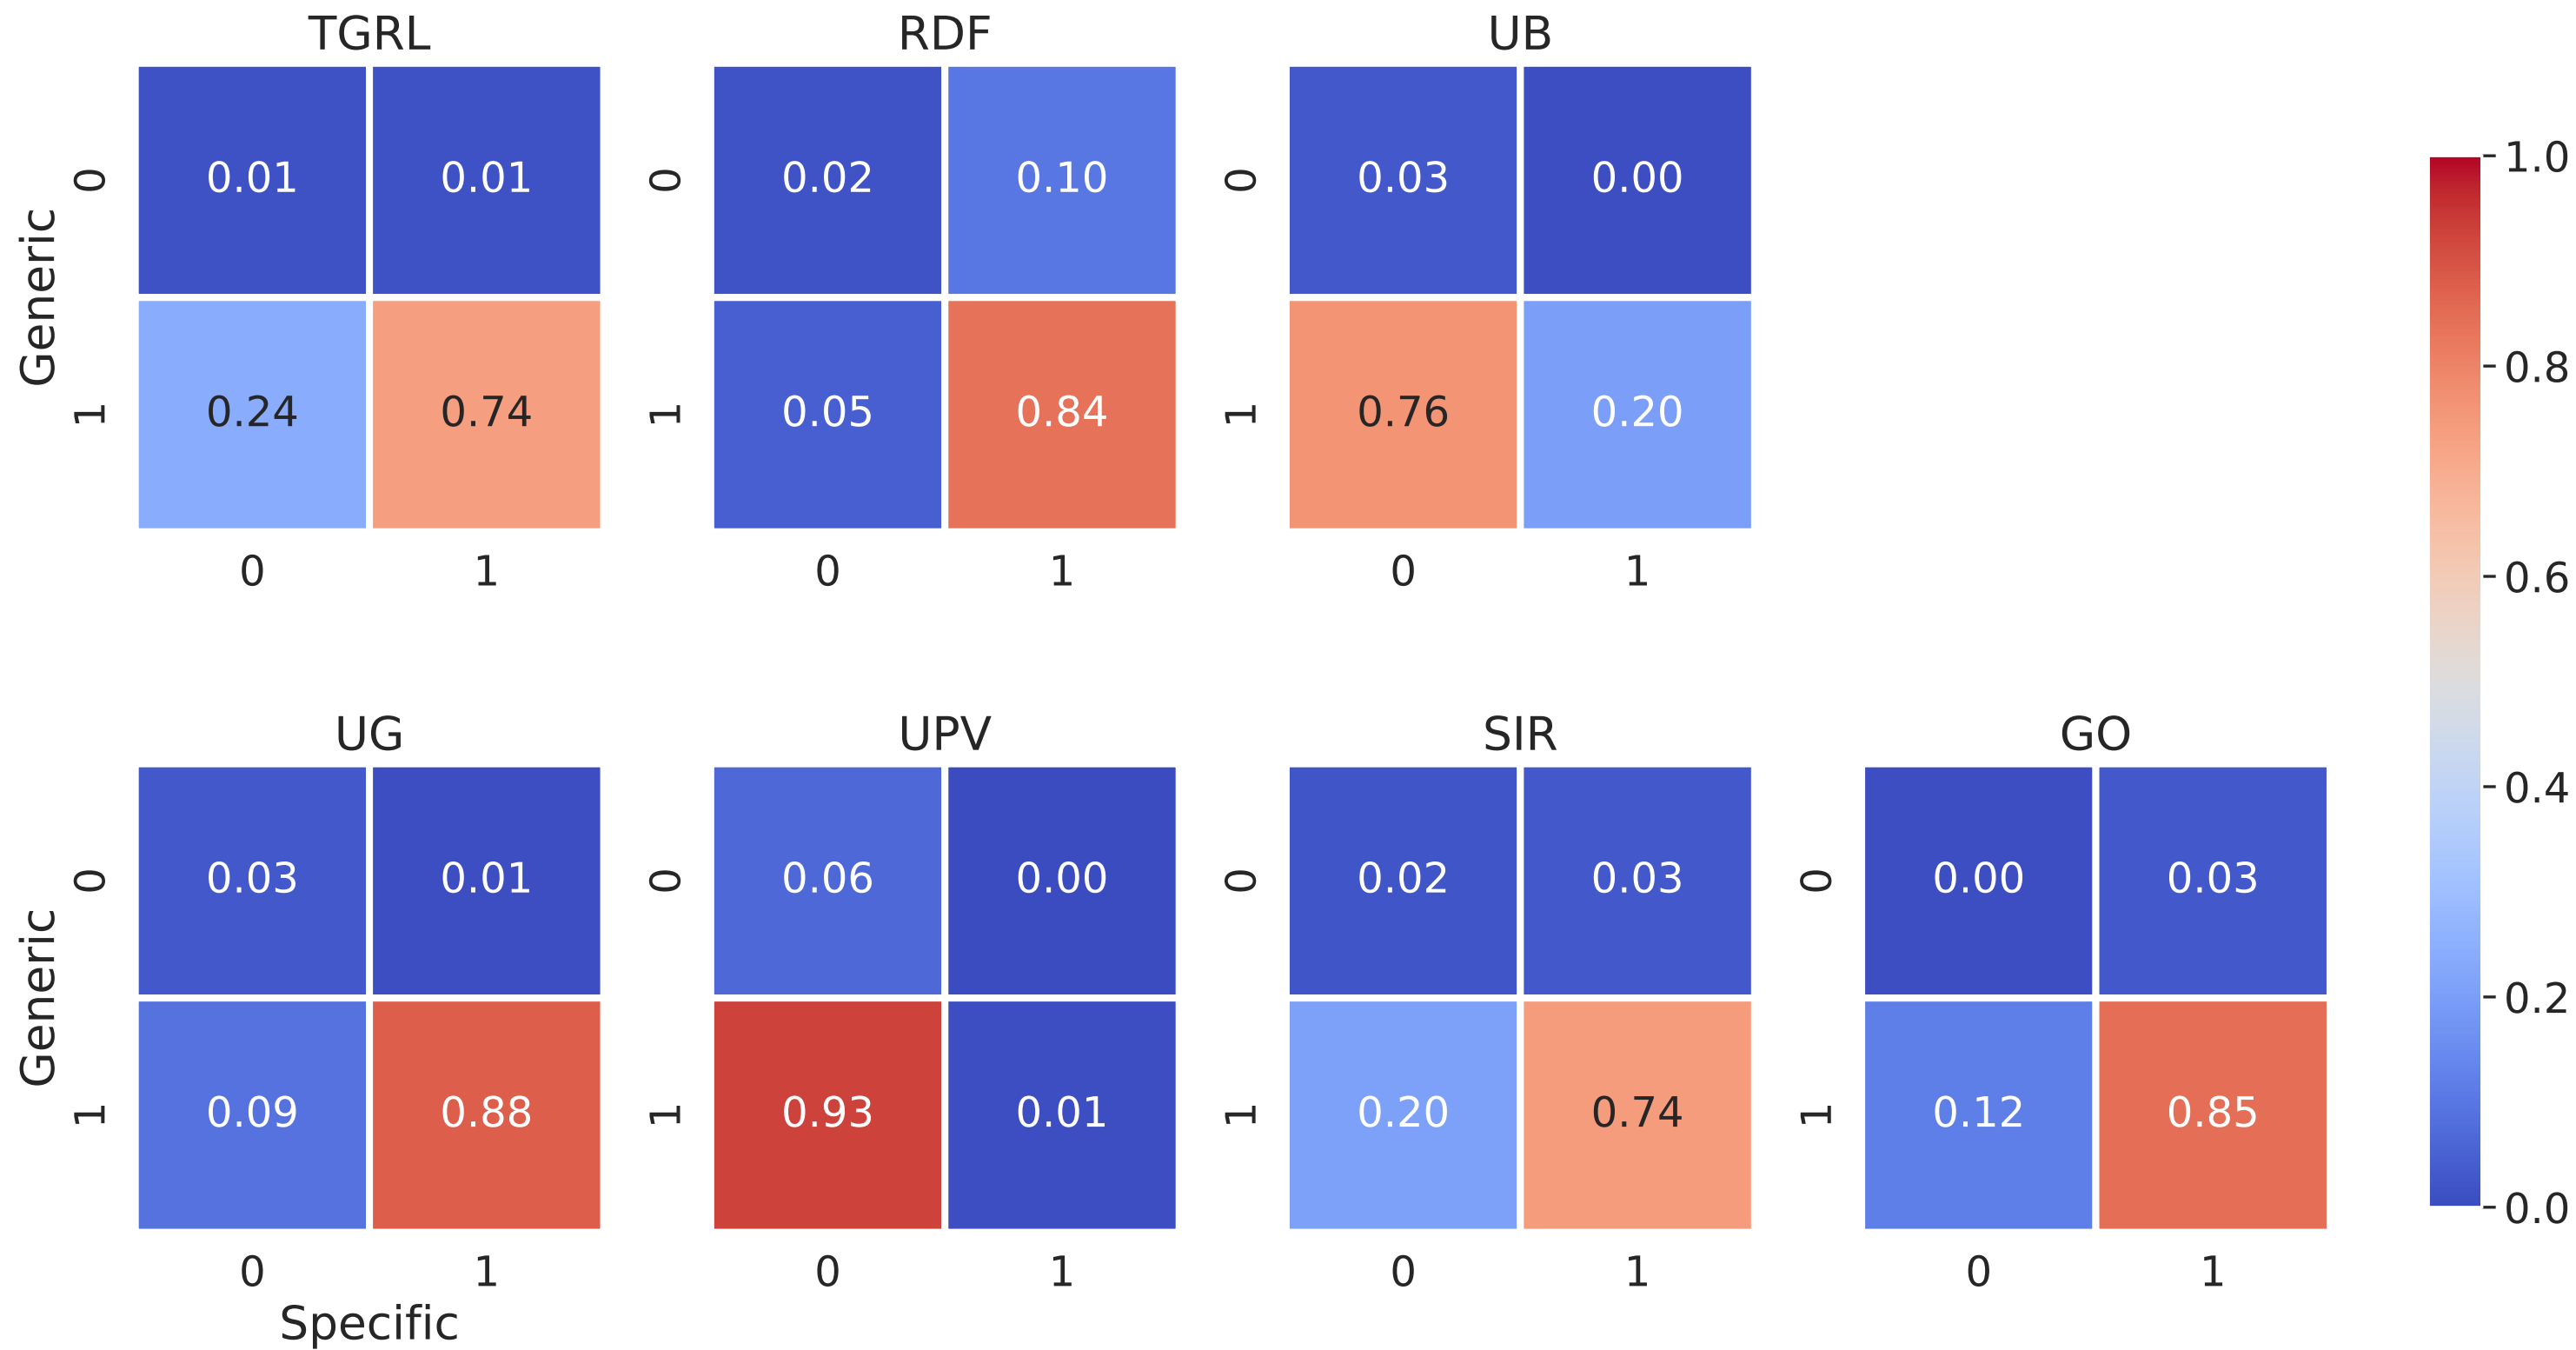 TGRL RDF UB
Generic
0 0.01 0.01 0 0.02 0.10 0 0.03 0.00
1 0.24 0.74 1 0.05 0.84 1 0.76 0.20
0 1 0 1 0 1
UG UPV SIR GO
Generic
0 0.03 0.01 0 0.06 0.00 0 0.02 0.03 0 0.00 0.03
1 0.09 0.88 1 0.93 0.01 1 0.20 0.74 1 0.12 0.85
0 1 0 1 0 1 0 1
Specific
1.0
0.8
0.6
0.4
0.2
0.0